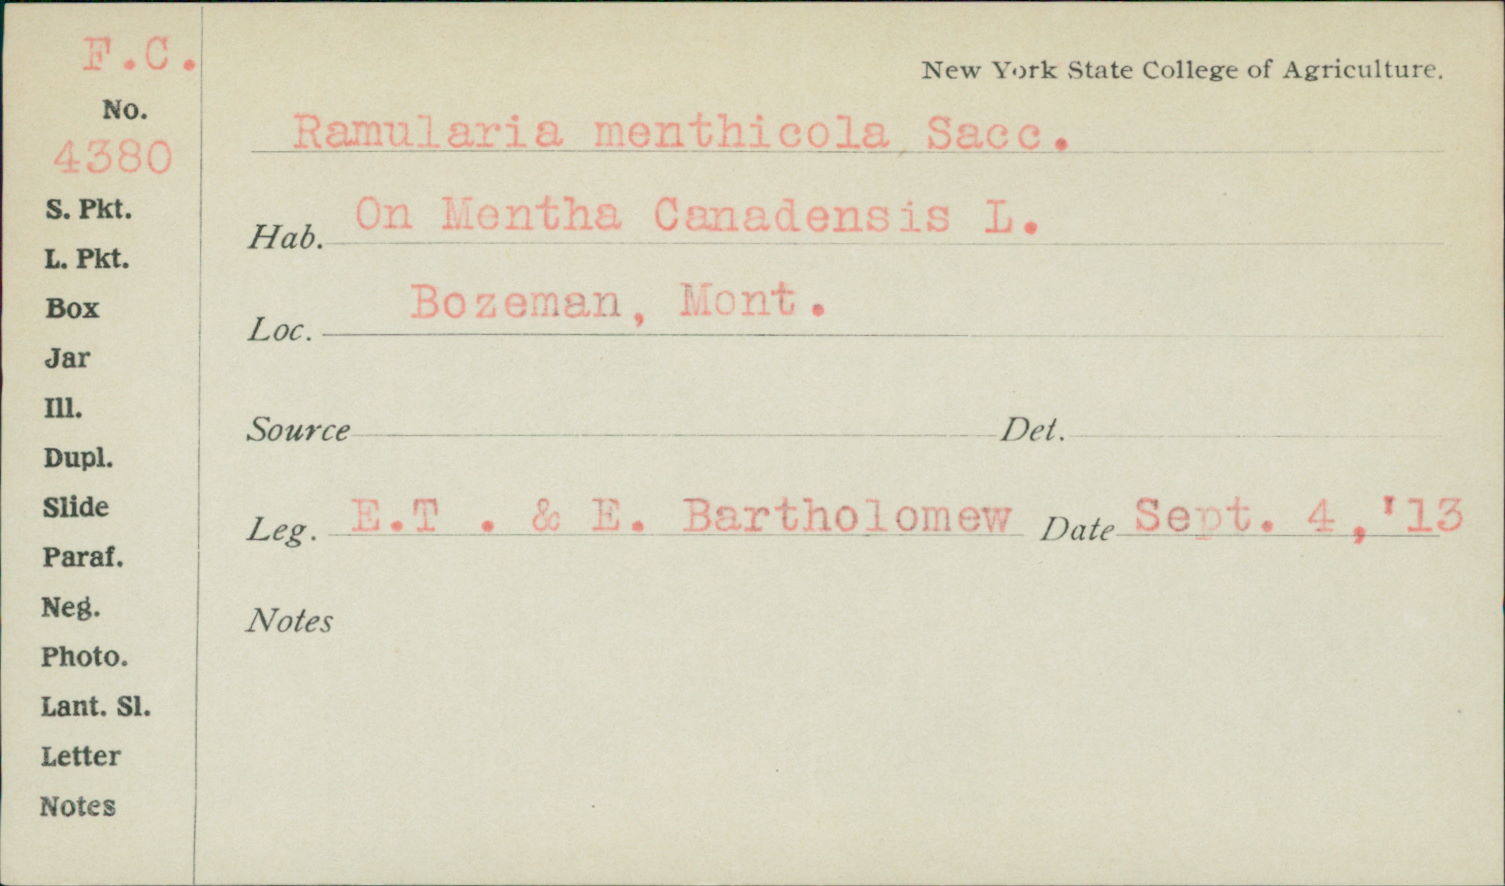 F.C.
New York State College of Agriculture.
No.
4380
Ramularia menthicola Sacc.
S. Pkt.
Hab. On Mentha Canadensis L.
L. Pkt.
Box
Loc. Bozeman, Mont.
Jar
Ill.
Source Det.
Dupl.
Slide
Leg. E.T . & E. Bartholomew Date Sept. 4,'13
Paraf.
Neg.
Notes
Photo.
Lant. Sl.
Letter
Notes